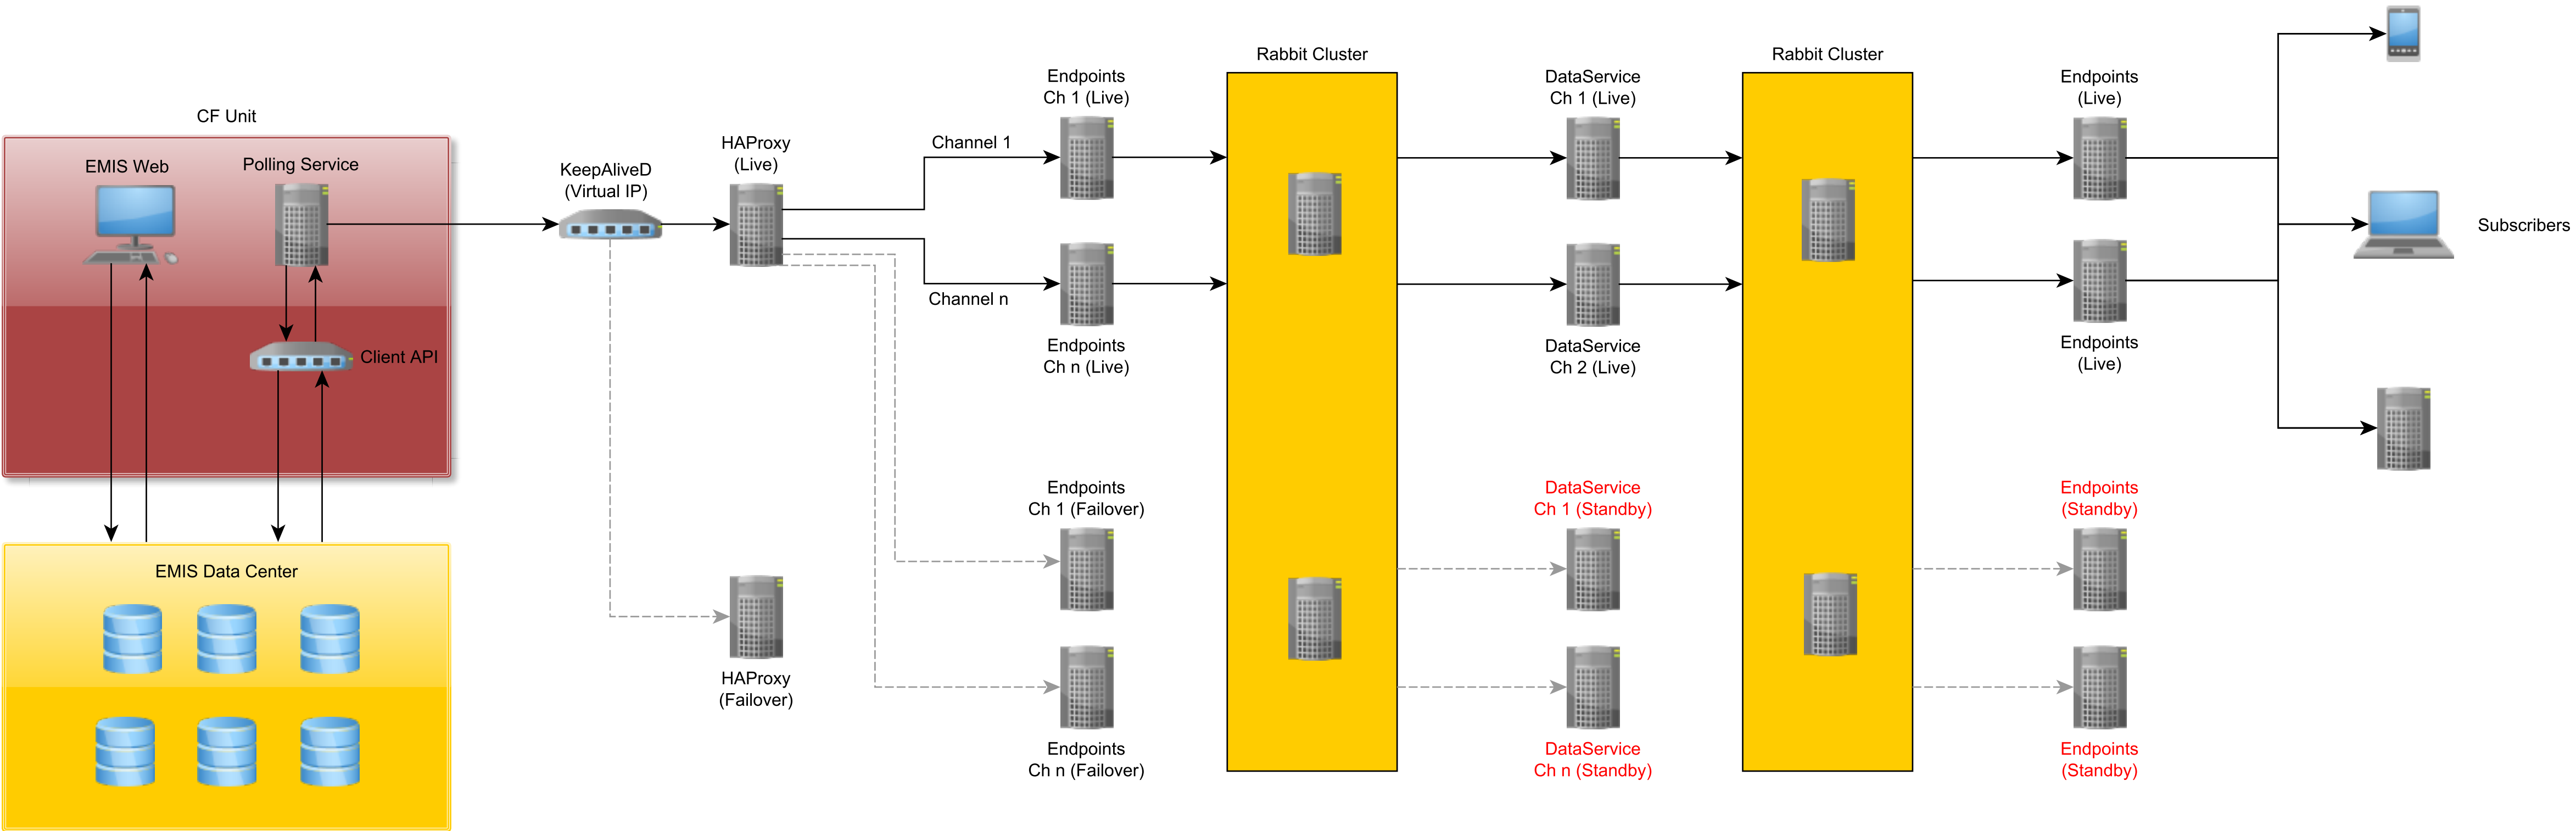 CF Unit
EMIS Web
Polling Service
Client API
EMIS Data Center
KeepAliveD
(Virtual IP)
HAProxy
(Live)
HAProxy
(Failover)
Channel 1
Channel n
Endpoints
Ch 1 (Live)
Endpoints
Ch n (Live)
Endpoints
Ch 1 (Failover)
Endpoints
Ch n (Failover)
Rabbit Cluster
DataService
Ch 1 (Live)
DataService
Ch 2 (Live)
DataService
Ch 1 (Standby)
DataService
Ch n (Standby)
Rabbit Cluster
Endpoints
(Live)
Endpoints
(Live)
Endpoints
(Standby)
Endpoints
(Standby)
Subscribers